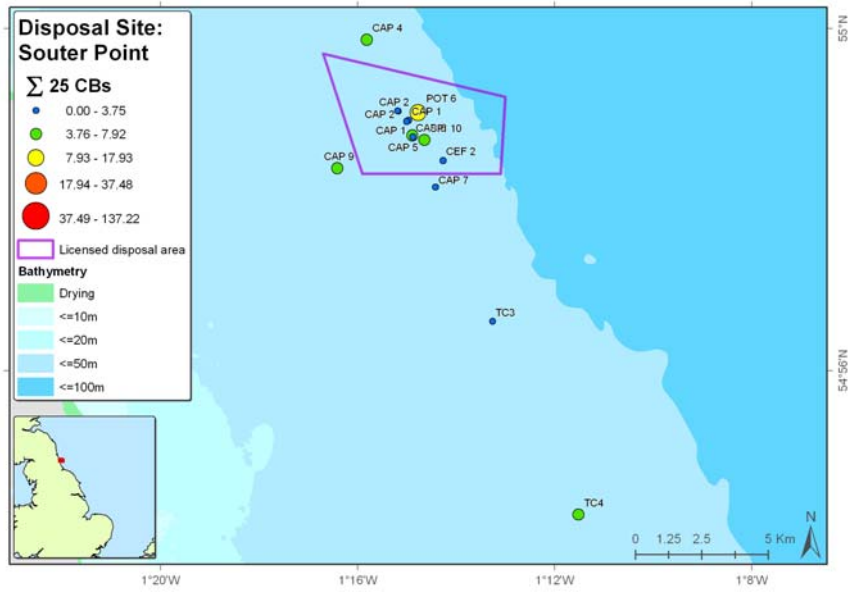 Disposal Site:
Souter Point
Σ 25 CBs
0.00 - 3.75
3.76 - 7.92
7.93 - 17.93
17.94 - 37.48
37.49 - 137.22
Licensed disposal area
Bathymetry
Drying
<=10m
<=20m
<=50m
<=100m
CAP 4
CAP 2
POT 6
CAP 2
CAP 1
CAP 1
10
CAP 5
CEF 2
CAP 9
CAP 7
TC3
TC4
N
0 1.25 2.5 5 Km
55°N
54°56'N
1°20'W
1°16'W
1°12'W
1°8'W